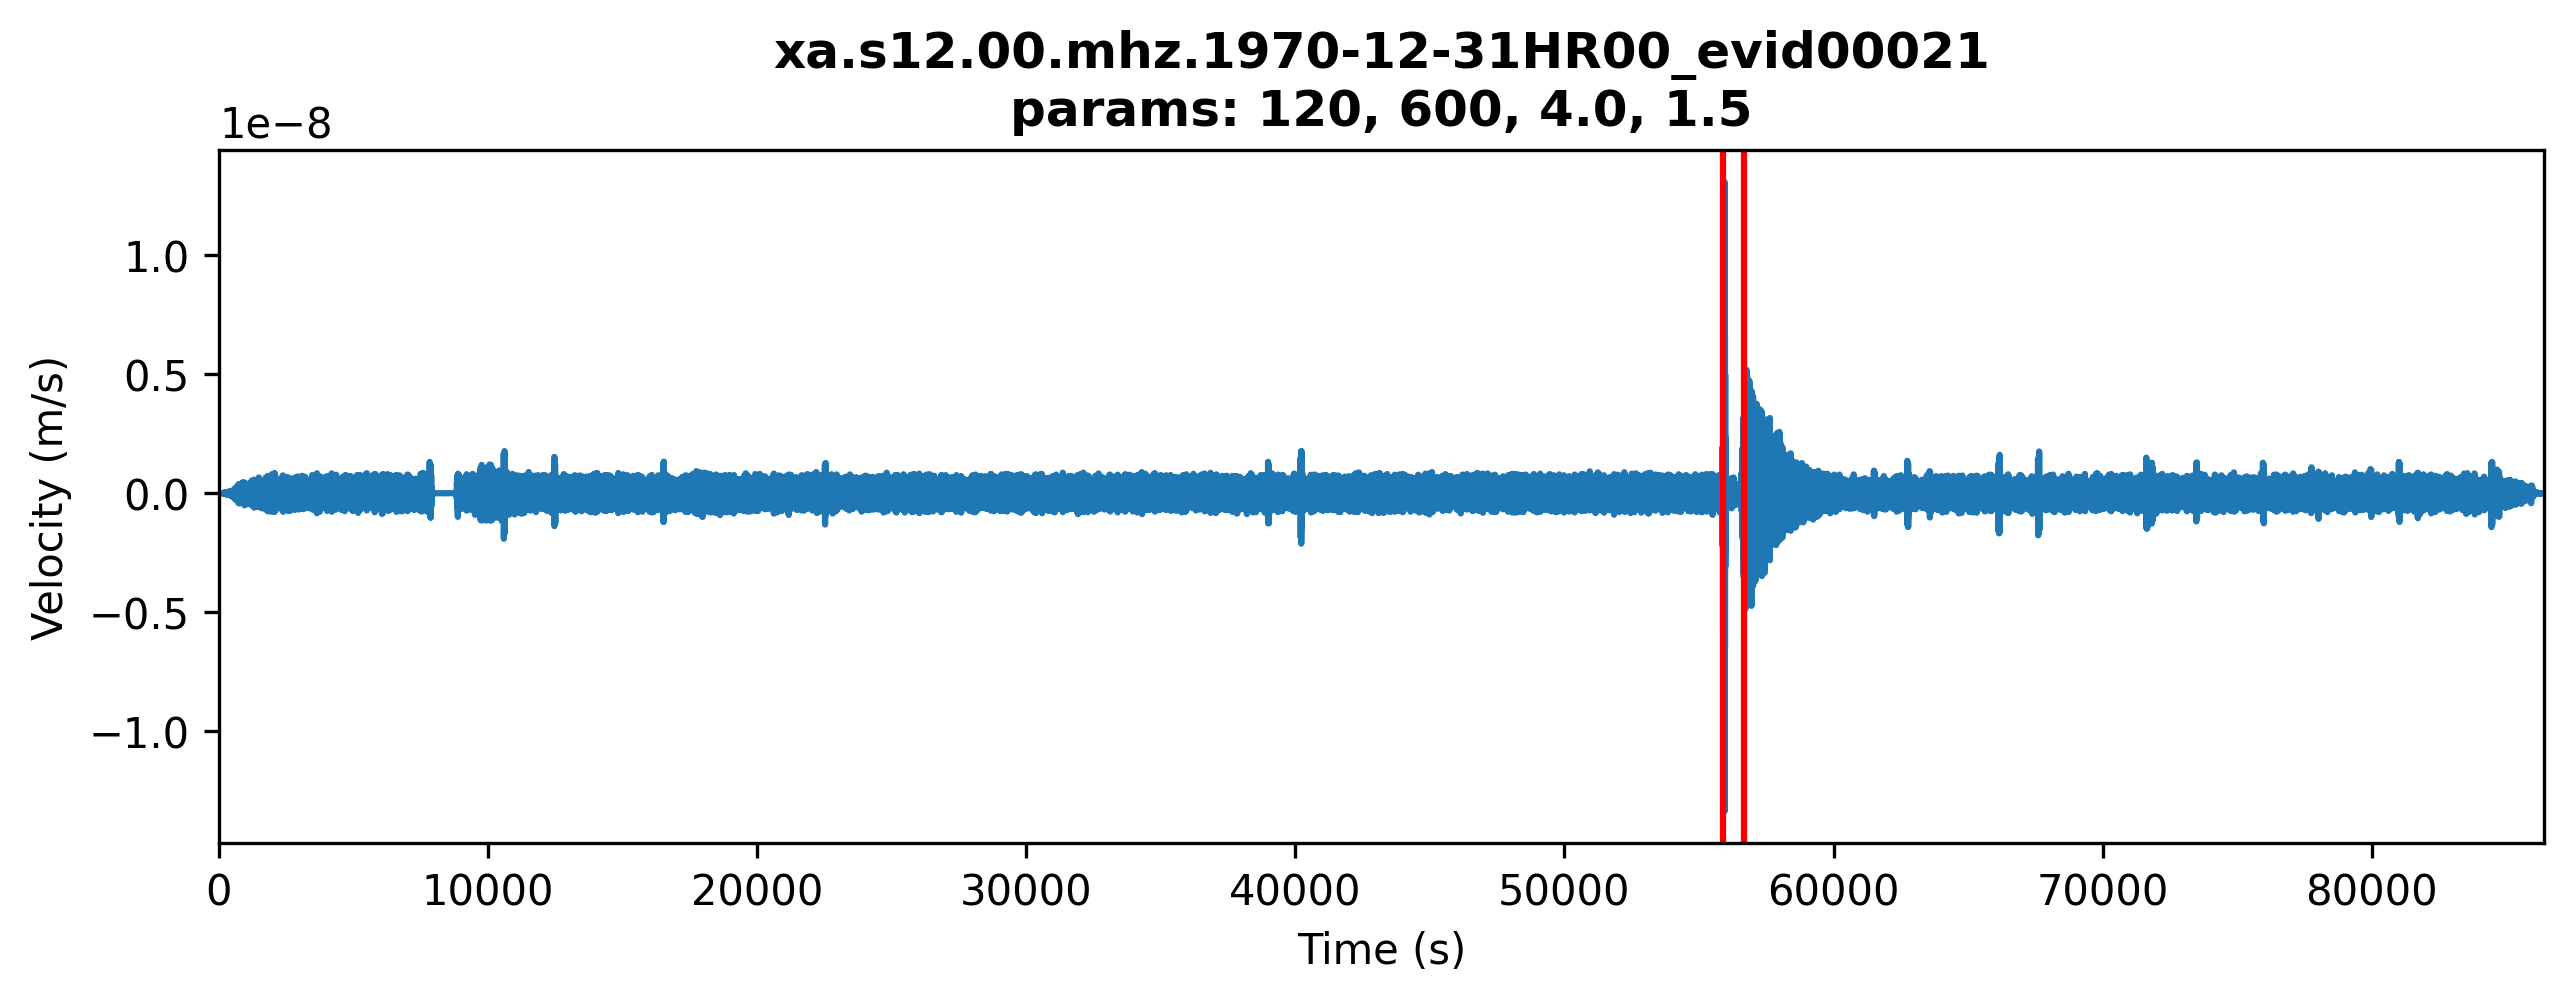 xa.s12.00.mhz.1970-12-31HR00_evid00021
params: 120, 600, 4.0, 1.5
1e−8
1.0
0.5
0.0
−0.5
−1.0
Velocity (m/s)
0 10000 20000 30000 40000 50000 60000 70000 80000
Time (s)